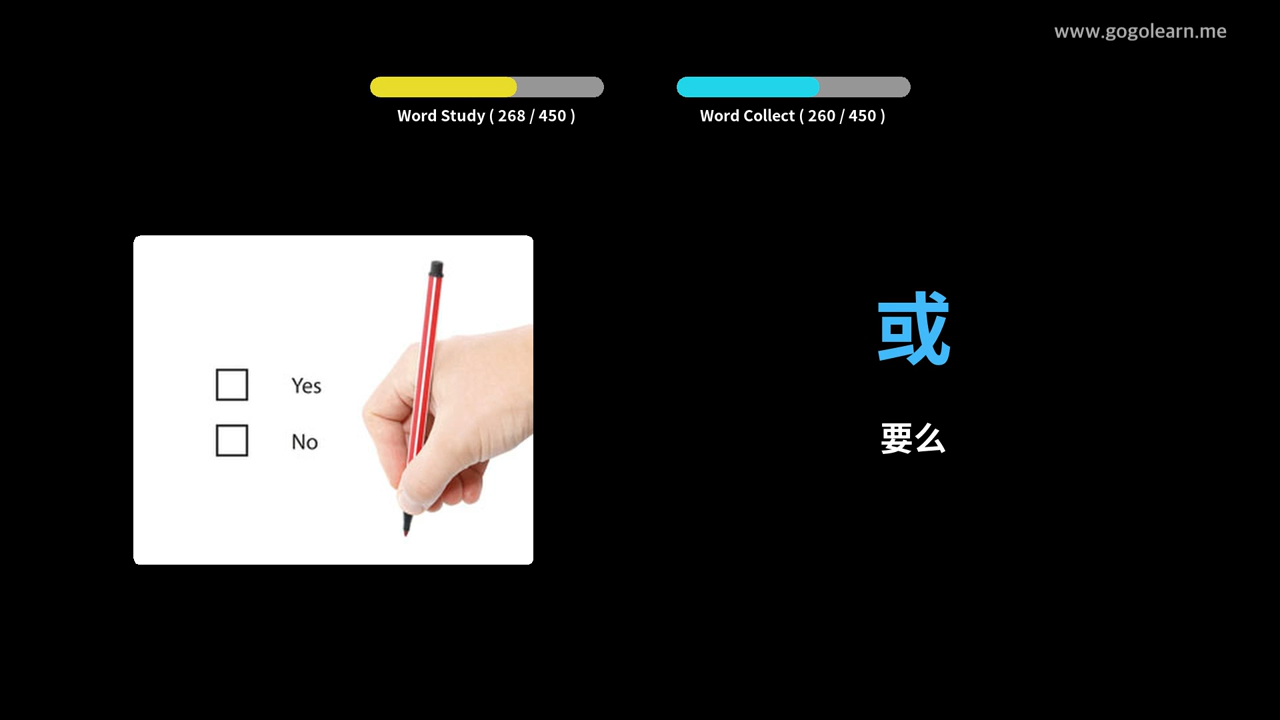 www.gogolearn.me
Word Study ( 268 / 450 )
Word Collect ( 260 / 450 )
Yes
No
或
要么